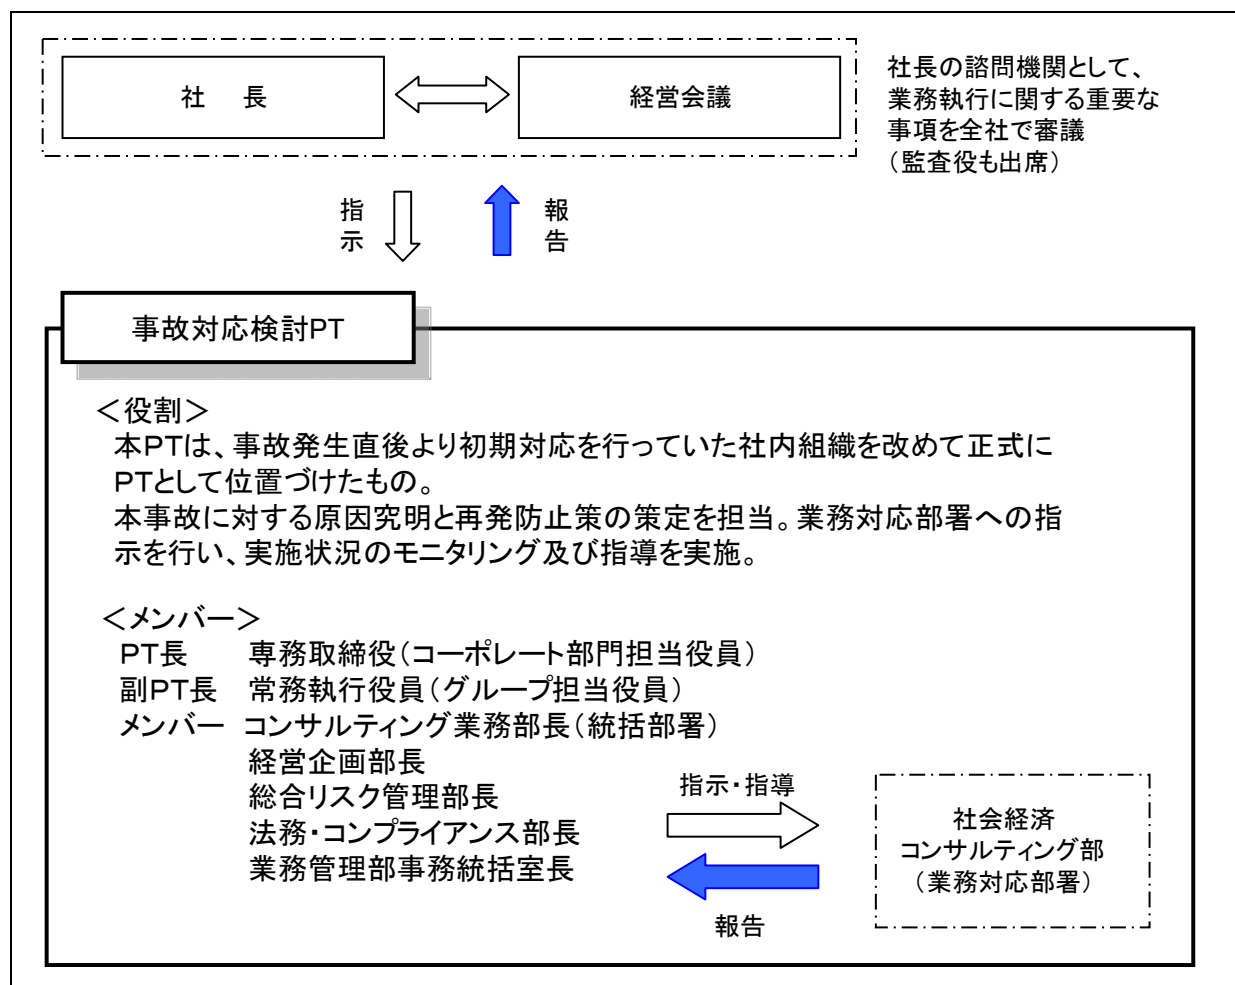 社　長
経営会議
社長の諮問機関として、
業務執行に関する重要な
事項を全社で審議
（監査役も出席）
指示
報告
事故対応検討PT
＜役割＞
本PTは、事故発生直後より初期対応を行っていた社内組織を改めて正式に
PTとして位置づけたもの。
本事故に対する原因究明と再発防止策の策定を担当。業務対応部署への指
示を行い、実施状況のモニタリング及び指導を実施。
＜メンバー＞
PT長　専務取締役（コーポレート部門担当役員）
副PT長　常務執行役員（グループ担当役員）
メンバー　コンサルティング業務部長（統括部署）
経営企画部長
総合リスク管理部長
法務・コンプライアンス部長
業務管理部事務統括室長
指示・指導
報告
社会経済
コンサルティング部
（業務対応部署）